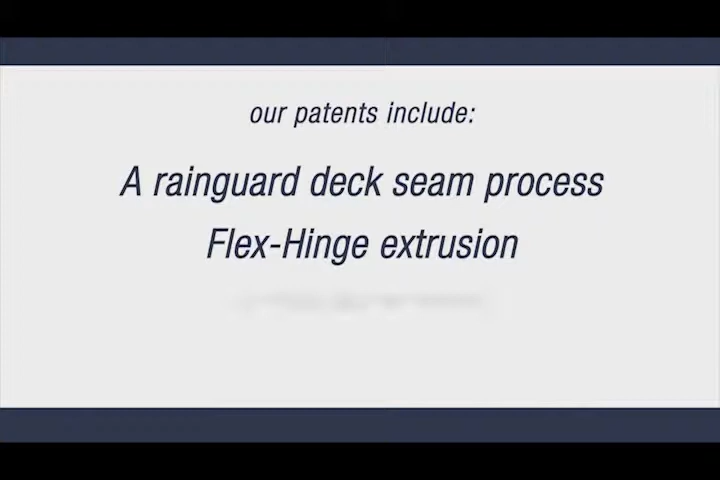 our patents include:
A rainguard deck seam process
Flex-Hinge extrusion